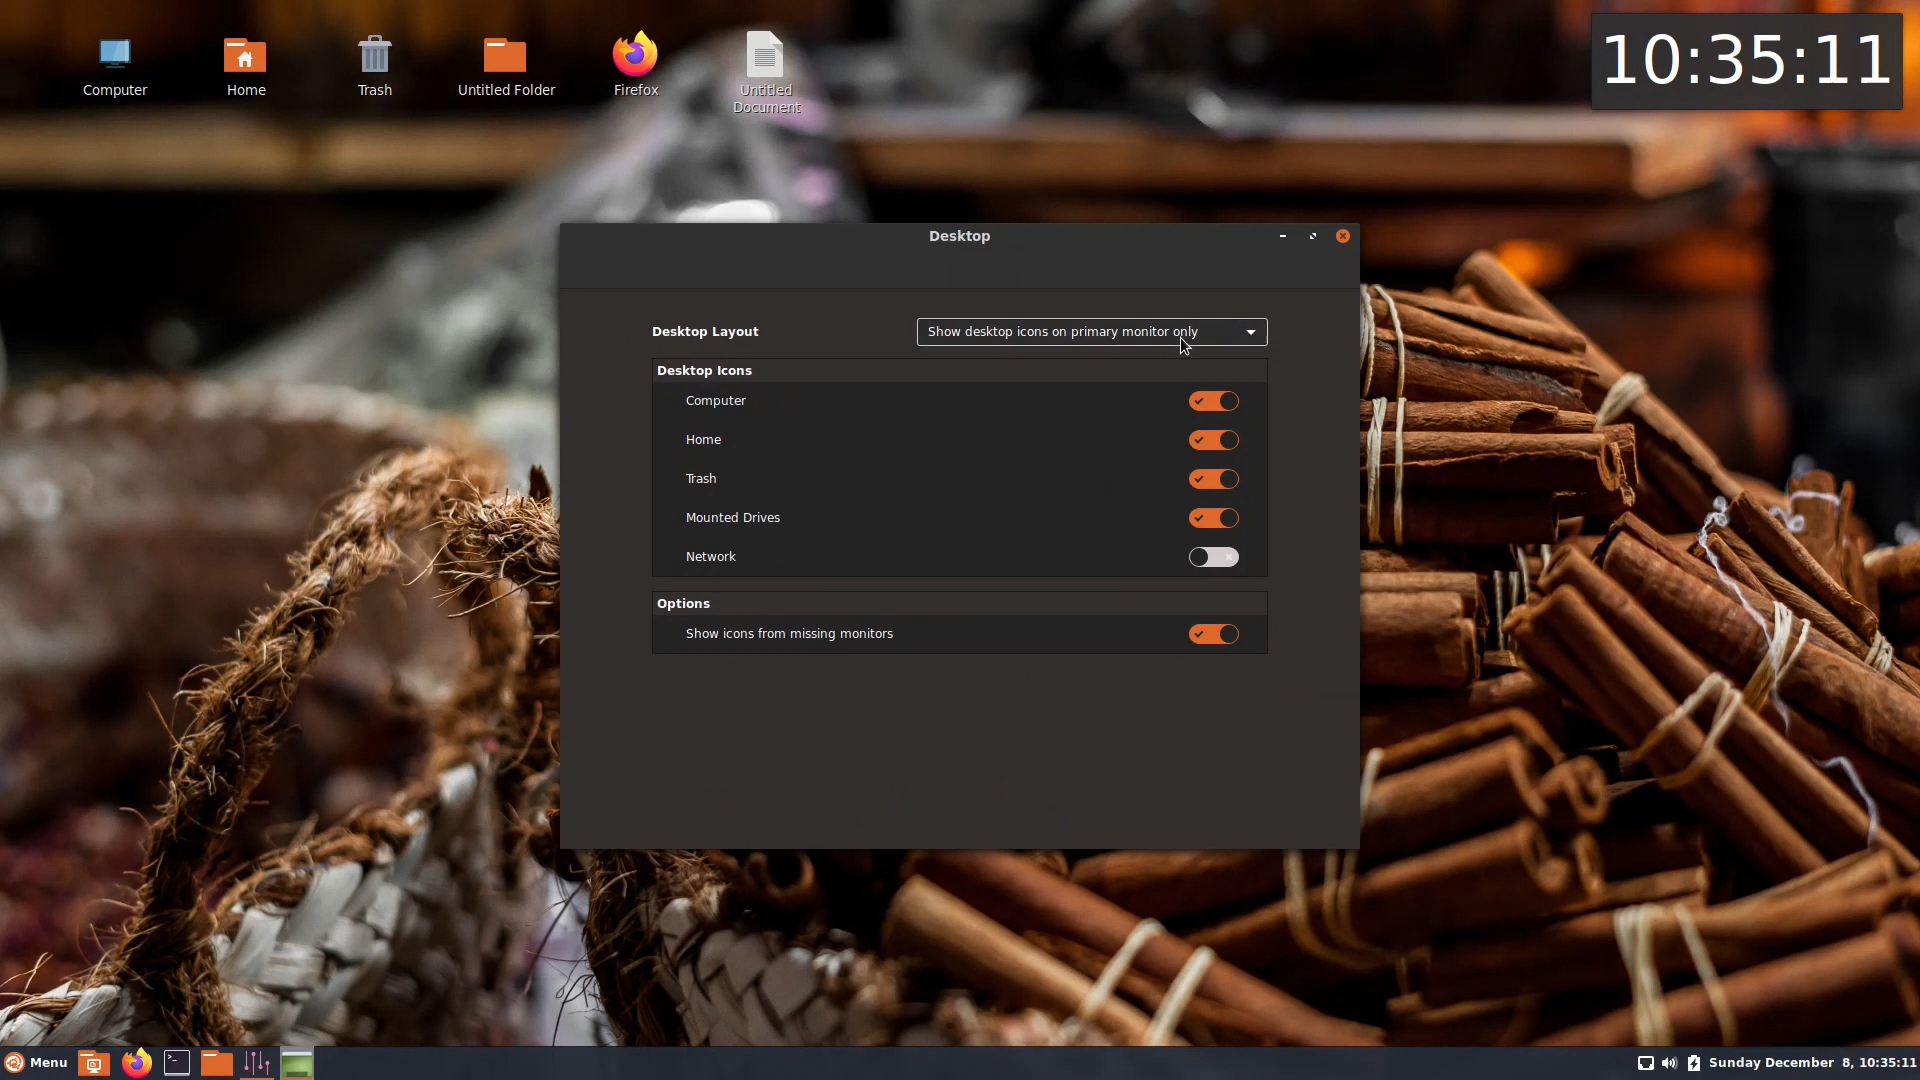 Computer
Home
Trash
Untitled Folder
Firefox
Untitled
Document
10:35:11
Desktop
Desktop Layout
Show desktop icons on primary monitor only
Desktop Icons
Computer
Home
Trash
Mounted Drives
Network
Options
Show icons from missing monitors
Menu
Sunday December 8, 10:35:11